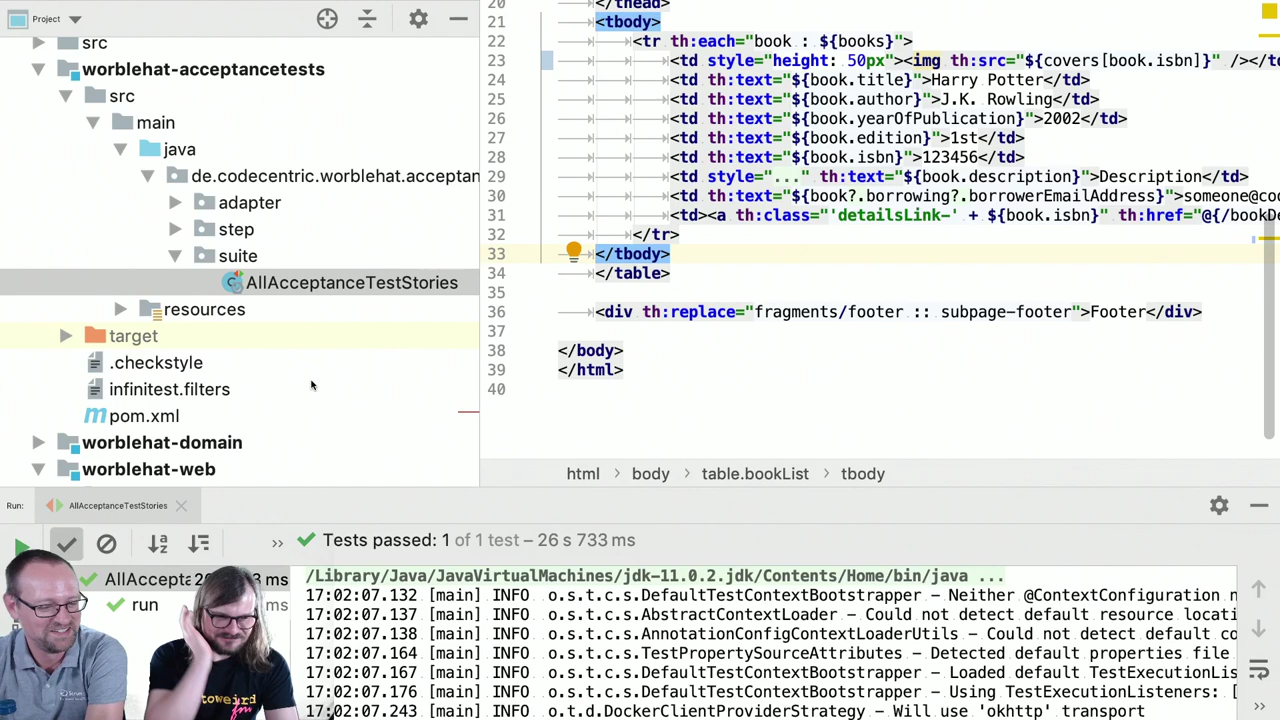 Project
src
worblehat-acceptancetests
src
main
java
de.codecentric.worblehat.acceptan
adapter
step
suite
AllAcceptanceTestStories
resources
target
.checkstyle
infinitest.filters
pom.xml
worblehat-domain
worblehat-web
20 </thead>
21 <tbody>
22 <tr th:each="book : ${books}">
23 <td style="height: 50px"><img th:src="${covers[book.isbn]}" /></td
24 <td th:text="${book.title}">Harry Potter</td>
25 <td th:text="${book.author}">J.K. Rowling</td>
26 <td th:text="${book.yearOfPublication}">2002</td>
27 <td th:text="${book.edition}">1st</td>
28 <td th:text="${book.isbn}">123456</td>
29 <td style="..." th:text="${book.description}">Description</td>
30 <td th:text="${book?.borrowing?.borrowerEmailAddress}">someone@co
31 <td><a th:class="'detailsLink-' + ${book.isbn}" th:href="@{/bookDe
32 </tr>
33 </tbody>
34 </table>
35
36 <div th:replace="fragments/footer :: subpage-footer">Footer</div>
37
38 </body>
39 </html>
40
html > body > table.bookList > tbody
Run: AllAcceptanceTestStories
Tests passed: 1 of 1 test – 26 s 733 ms
AllAccepta 26 ms
run ms
/Library/Java/JavaVirtualMachines/jdk-11.0.2.jdk/Contents/Home/bin/java ...
17:02:07.132 [main] INFO o.s.t.c.s.DefaultTestContextBootstrapper - Neither @ContextConfiguration n
17:02:07.137 [main] INFO o.s.t.c.s.AbstractContextLoader - Could not detect default resource locati
17:02:07.138 [main] INFO o.s.t.c.s.AnnotationConfigContextLoaderUtils - Could not detect default co
17:02:07.164 [main] INFO o.s.t.c.s.TestPropertySourceAttributes - Detected default properties file
17:02:07.167 [main] INFO o.s.t.c.s.DefaultTestContextBootstrapper - Loaded default TestExecutionLis
17:02:07.176 [main] INFO o.s.t.c.s.DefaultTestContextBootstrapper - Using TestExecutionListeners: [
17:02:07.243 [main] INFO o.t.d.DockerClientProviderStrategy - Will use 'okhttp' transport
toweird
fm